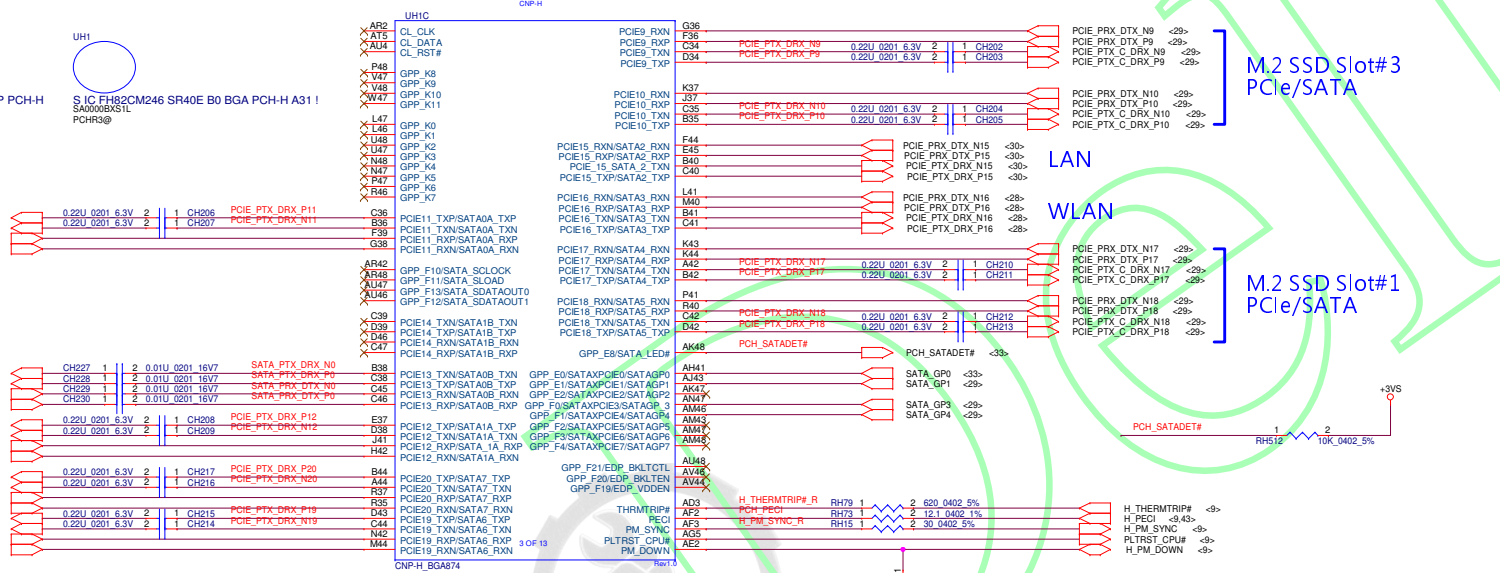 CNP-H
UH1
P PCH-H
S IC FH82CM246 SR40E B0 BGA PCH-H A31 !
SA0000BXS1L
PCHR3@
UH1C
AR2 CL_CLK
AT5 CL_DATA
AU4 CL_RST#
P48 GPP_K8
V47 GPP_K9
V48 GPP_K10
W47 GPP_K11
L47 GPP_K0
L46 GPP_K1
U48 GPP_K2
U47 GPP_K3
N48 GPP_K4
N47 GPP_K5
P47 GPP_K6
R46 GPP_K7
0.22U_0201_6.3V 2 1 CH206 PCIE_PTX_DRX_P11 C36 PCIE11_TXP/SATA0A_TXP
0.22U_0201_6.3V 2 1 CH207 PCIE_PTX_DRX_N11 B36 PCIE11_TXN/SATA0A_TXN
F39 PCIE11_RXP/SATA0A_RXP
G38 PCIE11_RXN/SATA0A_RXN
AR42 GPP_F10/SATA_SCLOCK
AR48 GPP_F11/SATA_SLOAD
AU47 GPP_F13/SATA_SDATAOUT0
AU46 GPP_F12/SATA_SDATAOUT1
C39 PCIE14_TXN/SATA1B_TXN
D39 PCIE14_TXP/SATA1B_TXP
D46 PCIE14_RXN/SATA1B_RXN
C47 PCIE14_RXP/SATA1B_RXP
CH227 1 2 0.01U_0201_16V7 SATA_PTX_DRX_N0 B38 PCIE13_TXN/SATA0B_TXN
CH228 1 2 0.01U_0201_16V7 SATA_PTX_DRX_P0 C38 PCIE13_TXP/SATA0B_TXP
CH229 1 2 0.01U_0201_16V7 SATA_PRX_DTX_N0 C45 PCIE13_RXN/SATA0B_RXN
CH230 1 2 0.01U_0201_16V7 SATA_PRX_DTX_P0 C46 PCIE13_RXP/SATA0B_RXP
0.22U_0201_6.3V 2 1 CH208 PCIE_PTX_DRX_P12 E37 PCIE12_TXP/SATA1A_TXP
0.22U_0201_6.3V 2 1 CH209 PCIE_PTX_DRX_N12 D38 PCIE12_TXN/SATA1A_TXN
J41 PCIE12_RXP/SATA_1A_RXP
H42 PCIE12_RXN/SATA1A_RXN
0.22U_0201_6.3V 2 1 CH217 PCIE_PTX_DRX_P20 B44 PCIE20_TXP/SATA7_TXP
0.22U_0201_6.3V 2 1 CH216 PCIE_PTX_DRX_N20 A44 PCIE20_TXN/SATA7_TXN
R37 PCIE20_RXP/SATA7_RXP
R35 PCIE20_RXN/SATA7_RXN
0.22U_0201_6.3V 2 1 CH215 PCIE_PTX_DRX_P19 D43 PCIE19_TXP/SATA6_TXP
0.22U_0201_6.3V 2 1 CH214 PCIE_PTX_DRX_N19 C44 PCIE19_TXN/SATA6_TXN
N42 PCIE19_RXP/SATA6_RXP
M44 PCIE19_RXN/SATA6_RXN
3 OF 13
CNP-H_BGA874
Rev1.0
PCIE9_RXN G36 PCIE_PRX_DTX_N9 <29>
PCIE9_RXP F36 PCIE_PRX_DTX_P9 <29>
PCIE9_TXN C34 PCIE_PTX_DRX_N9 0.22U_0201_6.3V 2 1 CH202 PCIE_PTX_C_DRX_N9 <29>
PCIE9_TXP D34 PCIE_PTX_DRX_P9 0.22U_0201_6.3V 2 1 CH203 PCIE_PTX_C_DRX_P9 <29>
M.2 SSD Slot#3
PCIe/SATA
PCIE10_RXN K37 PCIE_PRX_DTX_N10 <29>
PCIE10_RXP J37 PCIE_PRX_DTX_P10 <29>
PCIE10_TXN C35 PCIE_PTX_DRX_N10 0.22U_0201_6.3V 2 1 CH204 PCIE_PTX_C_DRX_N10 <29>
PCIE10_TXP B35 PCIE_PTX_DRX_P10 0.22U_0201_6.3V 2 1 CH205 PCIE_PTX_C_DRX_P10 <29>
PCIE15_RXN/SATA2_RXN F44 PCIE_PRX_DTX_N15 <30>
PCIE15_RXP/SATA2_RXP E45 PCIE_PRX_DTX_P15 <30>
PCIE_15_SATA_2_TXN B40 PCIE_PTX_DRX_N15 <30>
PCIE15_TXP/SATA2_TXP C40 PCIE_PTX_DRX_P15 <30>
LAN
PCIE16_RXN/SATA3_RXN L41 PCIE_PRX_DTX_N16 <28>
PCIE16_RXP/SATA3_RXP M40 PCIE_PRX_DTX_P16 <28>
PCIE16_TXN/SATA3_TXN B41 PCIE_PTX_DRX_N16 <28>
PCIE16_TXP/SATA3_TXP C41 PCIE_PTX_DRX_P16 <28>
WLAN
PCIE17_RXN/SATA4_RXN K43 PCIE_PRX_DTX_N17 <29>
PCIE17_RXP/SATA4_RXP K44 PCIE_PRX_DTX_P17 <29>
PCIE17_TXN/SATA4_TXN A42 PCIE_PTX_DRX_N17 0.22U_0201_6.3V 2 1 CH210 PCIE_PTX_C_DRX_N17 <29>
PCIE17_TXP/SATA4_TXP B42 PCIE_PTX_DRX_P17 0.22U_0201_6.3V 2 1 CH211 PCIE_PTX_C_DRX_P17 <29>
M.2 SSD Slot#1
PCIe/SATA
PCIE18_RXN/SATA5_RXN P41 PCIE_PRX_DTX_N18 <29>
PCIE18_RXP/SATA5_RXP R40 PCIE_PRX_DTX_P18 <29>
PCIE18_TXN/SATA5_TXN C42 PCIE_PTX_DRX_N18 0.22U_0201_6.3V 2 1 CH212 PCIE_PTX_C_DRX_N18 <29>
PCIE18_TXP/SATA5_TXP D42 PCIE_PTX_DRX_P18 0.22U_0201_6.3V 2 1 CH213 PCIE_PTX_C_DRX_P18 <29>
GPP_E8/SATA_LED# AK48 PCH_SATADET# PCH_SATADET# <33>
GPP_E0/SATAXPCIE0/SATAGP0 AH41 SATA_GP0 <33>
GPP_E1/SATAXPCIE1/SATAGP1 AJ43 SATA_GP1 <29>
GPP_E2/SATAXPCIE2/SATAGP2 AK47
GPP_F0/SATAXPCIE3/SATAGP_3 AN47 SATA_GP3 <29>
GPP_F1/SATAXPCIE4/SATAGP4 AM46 SATA_GP4 <29>
GPP_F2/SATAXPCIE5/SATAGP5 AM43
GPP_F3/SATAXPCIE6/SATAGP6 AM47
GPP_F4/SATAXPCIE7/SATAGP7 AM48
+3VS
PCH_SATADET# 1 2
RH512 10K_0402_5%
GPP_F21/EDP_BKLTCTL AU48
GPP_F20/EDP_BKLTEN AV46
GPP_F19/EDP_VDDEN AV44
THRMTRIP# AD3 H_THERMTRIP#_R RH79 1 2 620_0402_5% H_THERMTRIP# <9>
PECI AF2 PCH_PECI RH73 1 2 12.1_0402_1% H_PECI <9,43>
PM_SYNC AF3 H_PM_SYNC_R RH15 1 2 30_0402_5% H_PM_SYNC <9>
PLTRST_CPU# AG5 PLTRST_CPU# <9>
PM_DOWN AE2 H_PM_DOWN <9>
1